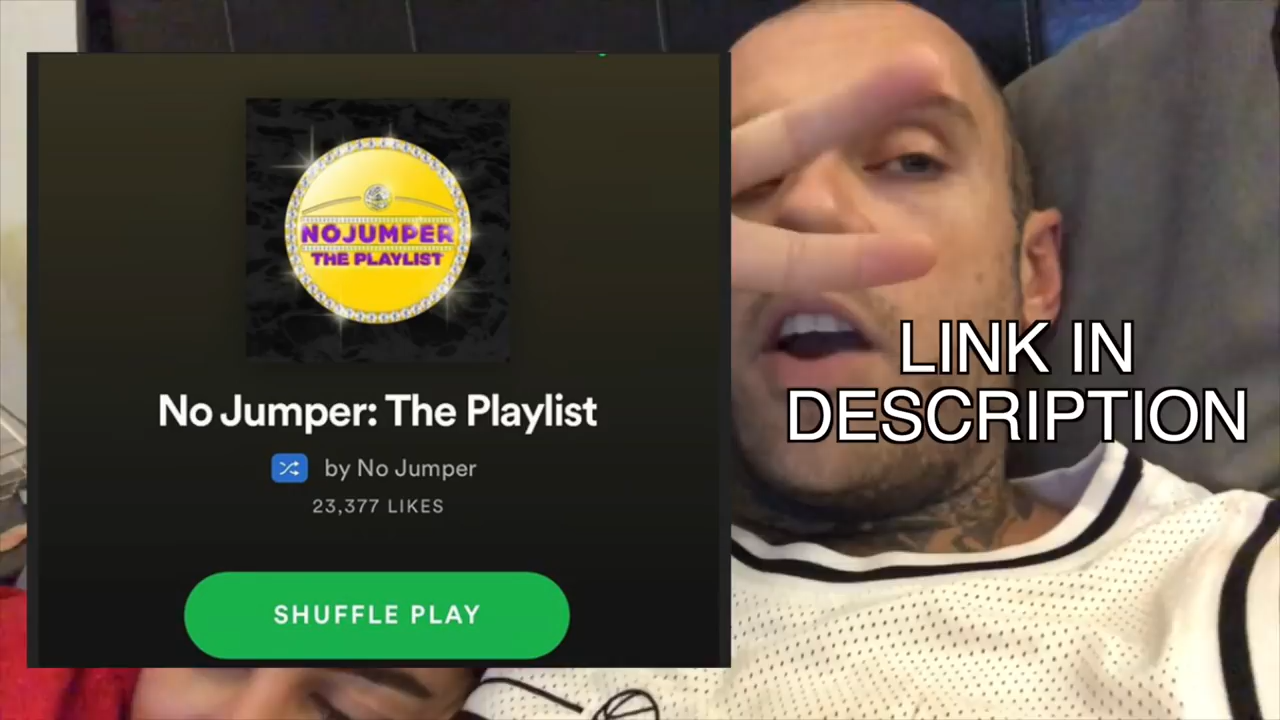 NOJUMPER
THE PLAYLIST
No Jumper: The Playlist
by No Jumper
23,377 LIKES
SHUFFLE PLAY
LINK IN
DESCRIPTION